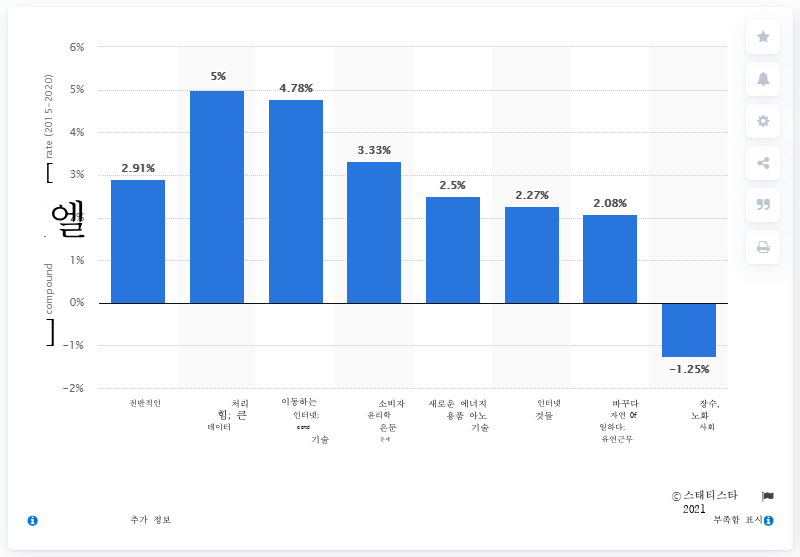 6%
5%
4%
3%
2%
1%
0%
-1%
-2%
rate (2015-2020)
[
엘
compound
]
2.91%
5%
4.78%
3.33%
2.5%
2.27%
2.08%
-1.25%
전반적인
처리
힘; 큰
데이터
이동하는
인터넷;
기술
소비자
윤리학
은둔
문제
새로운 에너지
용품 아노
기술
인터넷
것들
바꾸다
자연 Of
일하다;
유연근무
장수,
노화
사회
© 스태티스타
2021
추가 정보
부족함 표시